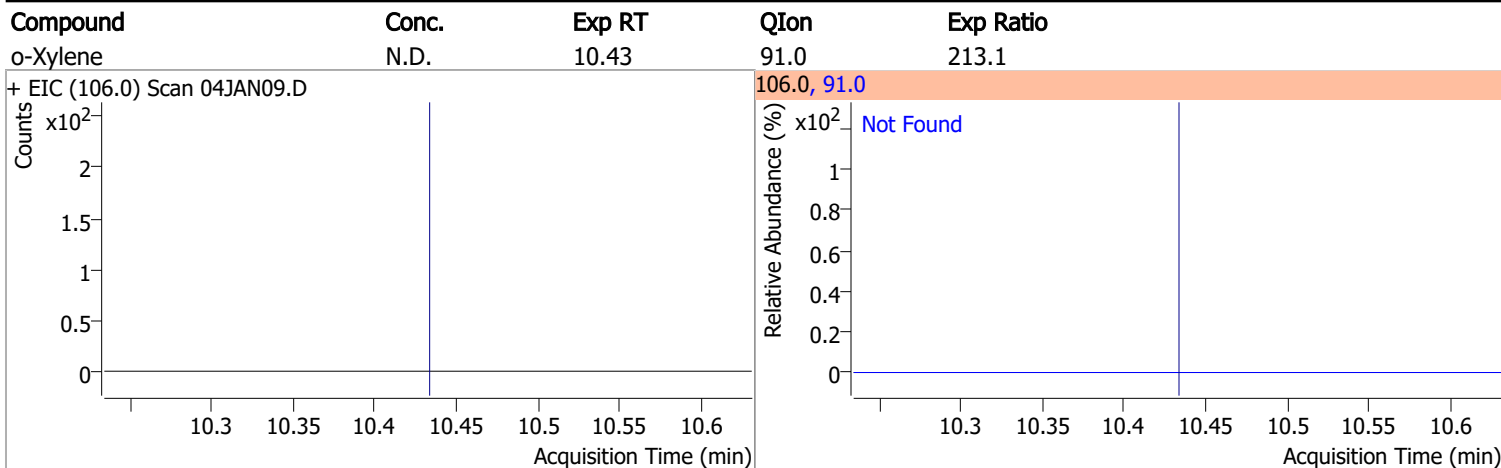 Compound Conc. Exp RT QIon Exp Ratio
o-Xylene N.D. 10.43 91.0 213.1
+ EIC (106.0) Scan 04JAN09.D
Counts
x10²
2
1.5
1
0.5
0
10.3 10.35 10.4 10.45 10.5 10.55 10.6
Acquisition Time (min)
106.0, 91.0
Relative Abundance (%)
x10²
Not Found
1
0.8
0.6
0.4
0.2
0
10.3 10.35 10.4 10.45 10.5 10.55 10.6
Acquisition Time (min)